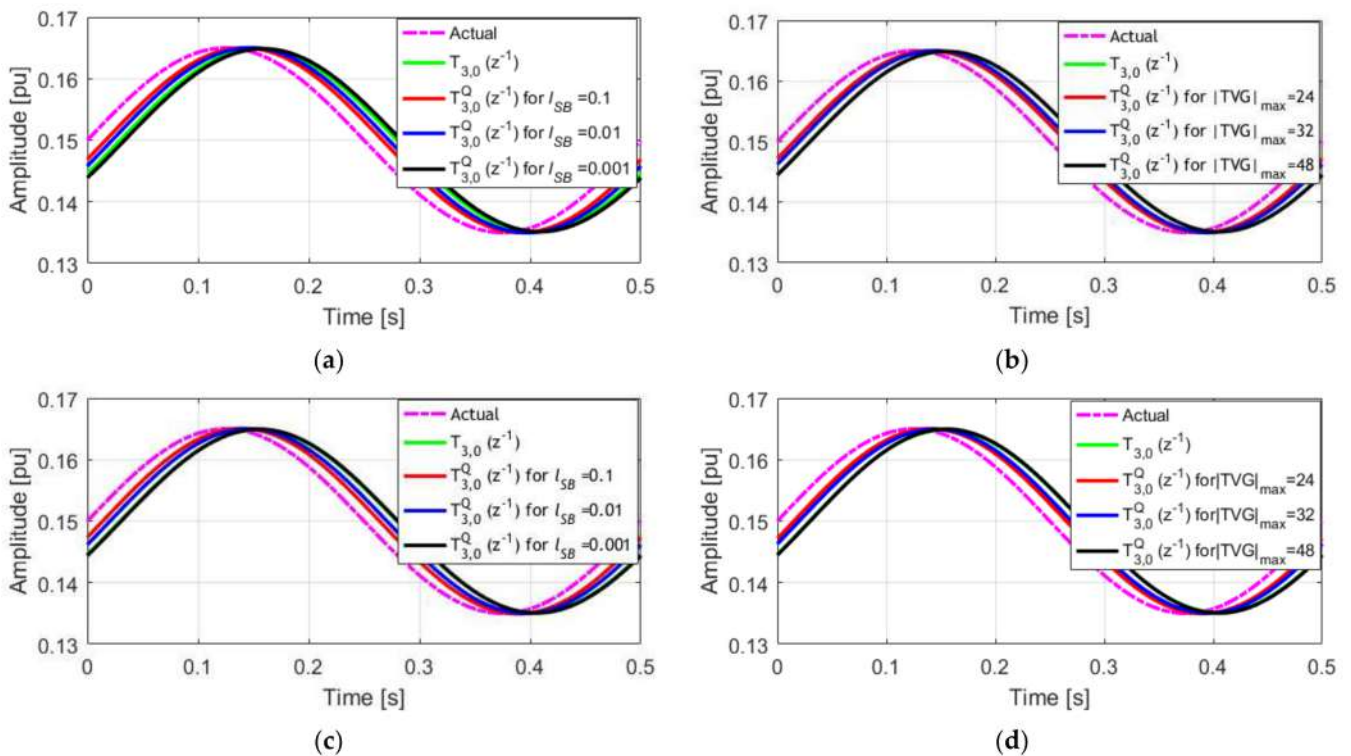 0.17
0.16
0.15
0.14
0.13
Amplitude [pu]
Actual
T3,0 (z-1)
TQ3,0 (z-1) for lSB =0.1
TQ3,0 (z-1) for lSB =0.01
TQ3,0 (z-1) for lSB =0.001
0 0.1 0.2 0.3 0.4 0.5
Time [s]
(a)
0.17
0.16
0.15
0.14
0.13
Amplitude [pu]
Actual
T3,0 (z-1)
TQ3,0 (z-1) for |TVG|max=24
TQ3,0 (z-1) for |TVG|max=32
TQ3,0 (z-1) for |TVG|max=48
0 0.1 0.2 0.3 0.4 0.5
Time [s]
(b)
0.17
0.16
0.15
0.14
0.13
Amplitude [pu]
Actual
T3,0 (z-1)
TQ3,0 (z-1) for lSB =0.1
TQ3,0 (z-1) for lSB =0.01
TQ3,0 (z-1) for lSB =0.001
0 0.1 0.2 0.3 0.4 0.5
Time [s]
(c)
0.17
0.16
0.15
0.14
0.13
Amplitude [pu]
Actual
T3,0 (z-1)
TQ3,0 (z-1) for|TVG|max=24
TQ3,0 (z-1) for|TVG|max=32
TQ3,0 (z-1) for|TVG|max=48
0 0.1 0.2 0.3 0.4 0.5
Time [s]
(d)